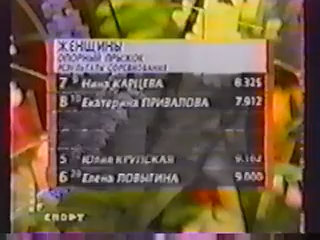 ЖЕНЩИНЫ
ОПОРНЫЙ ПРЫЖОК
РЕЗУЛЬТАТЫ СОРЕВНОВАНИЯ
7 Нина КАРЦЕВА 8.325
8 Екатерина ПРИВАЛОВА 7.912
5 Юлия КРУПСКАЯ 9.162
6 Елена ЛОВЫГИНА 9.000
СПОРТ